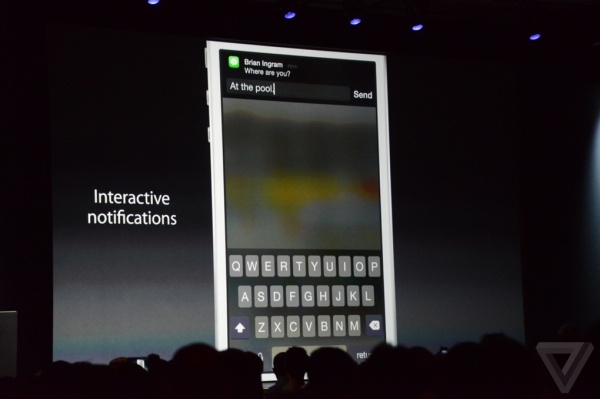 Brian Ingram
Where are you?
At the pool.
Send
Interactive
notifications
Q W E R T Y U I O P
A S D F G H J K L
Z X C V B N M